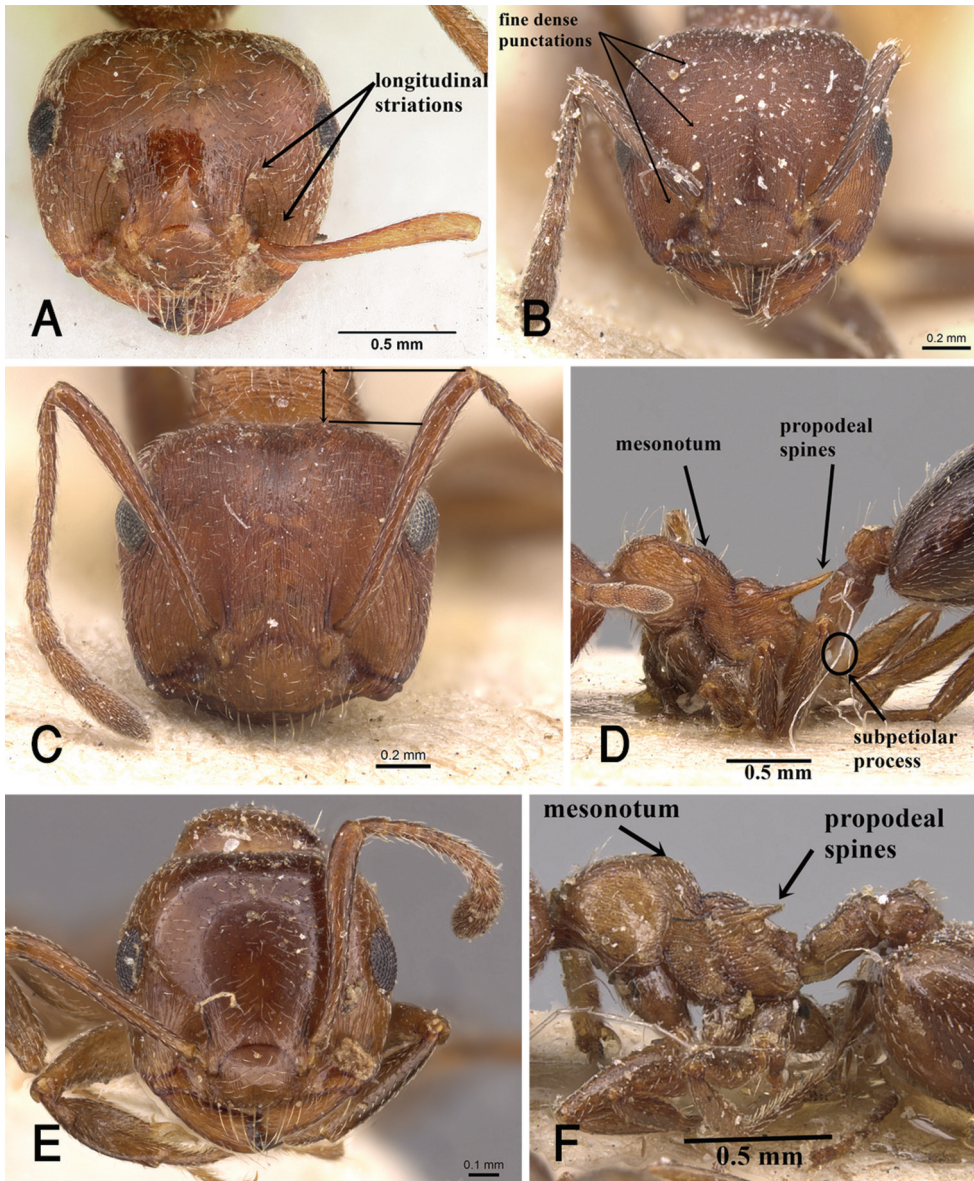 longitudinal
striations
A
0.5 mm
fine dense
punctations
B
0.2 mm
C
0.2 mm
mesonotum
propodeal
spines
D
0.5 mm
subpetiolar
process
E
0.1 mm
mesonotum
propodeal
spines
F
0.5 mm